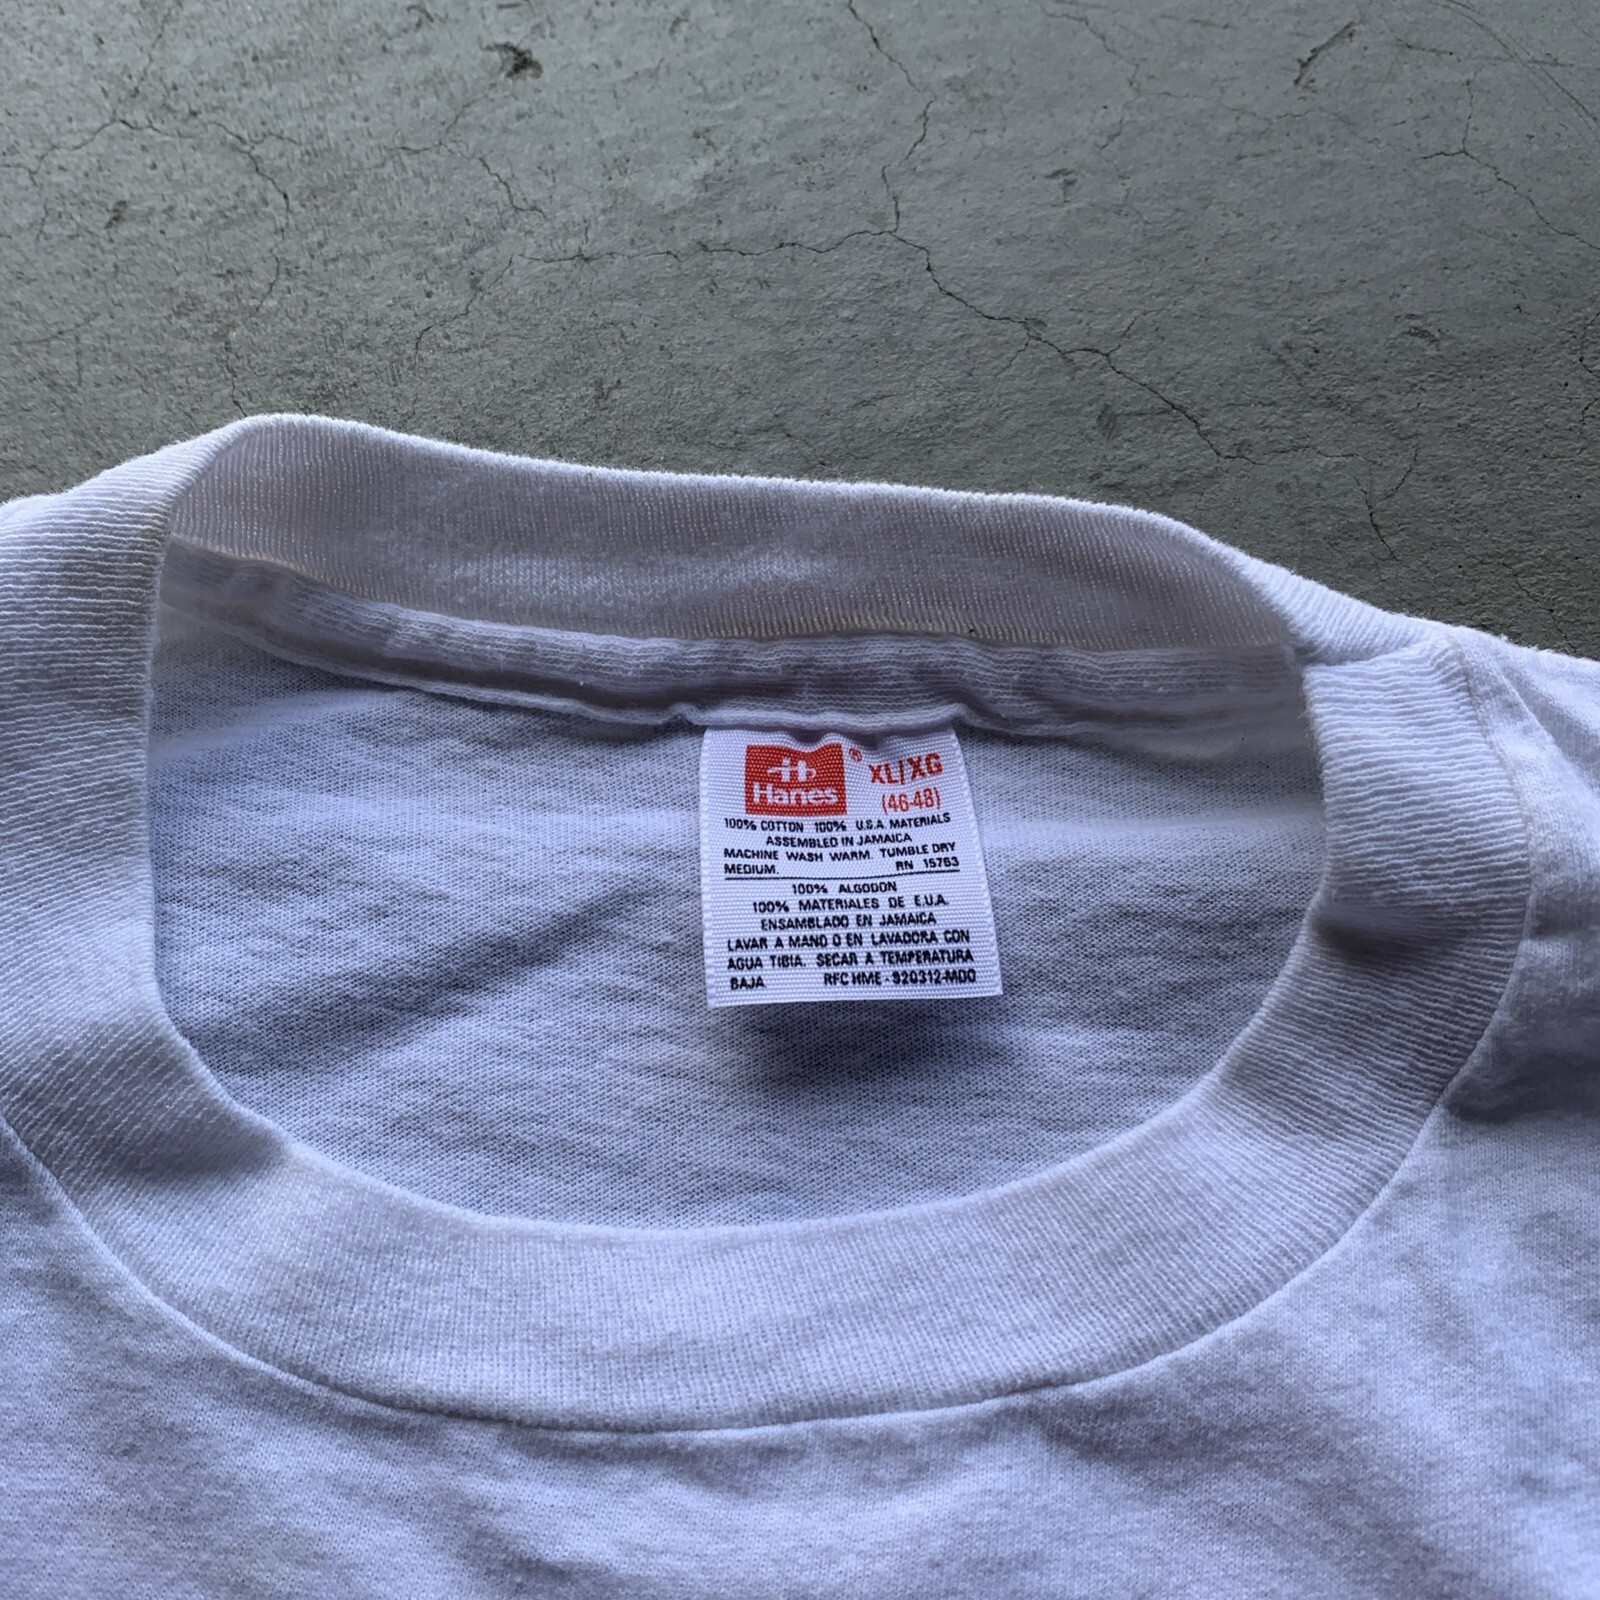 Hanes ® XL/XG
(46-48)
100% COTTON 100% U.S.A. MATERIALS
ASSEMBLED IN JAMAICA
MACHINE WASH WARM. TUMBLE DRY
MEDIUM. RN 15763
100% ALGODON
100% MATERIALES DE E.U.A.
ENSAMBLADO EN JAMAICA
LAVAR A MANO O EN LAVADORA CON
AGUA TIBIA. SECAR A TEMPERATURA
BAJA RFC HME - 920312-MDO